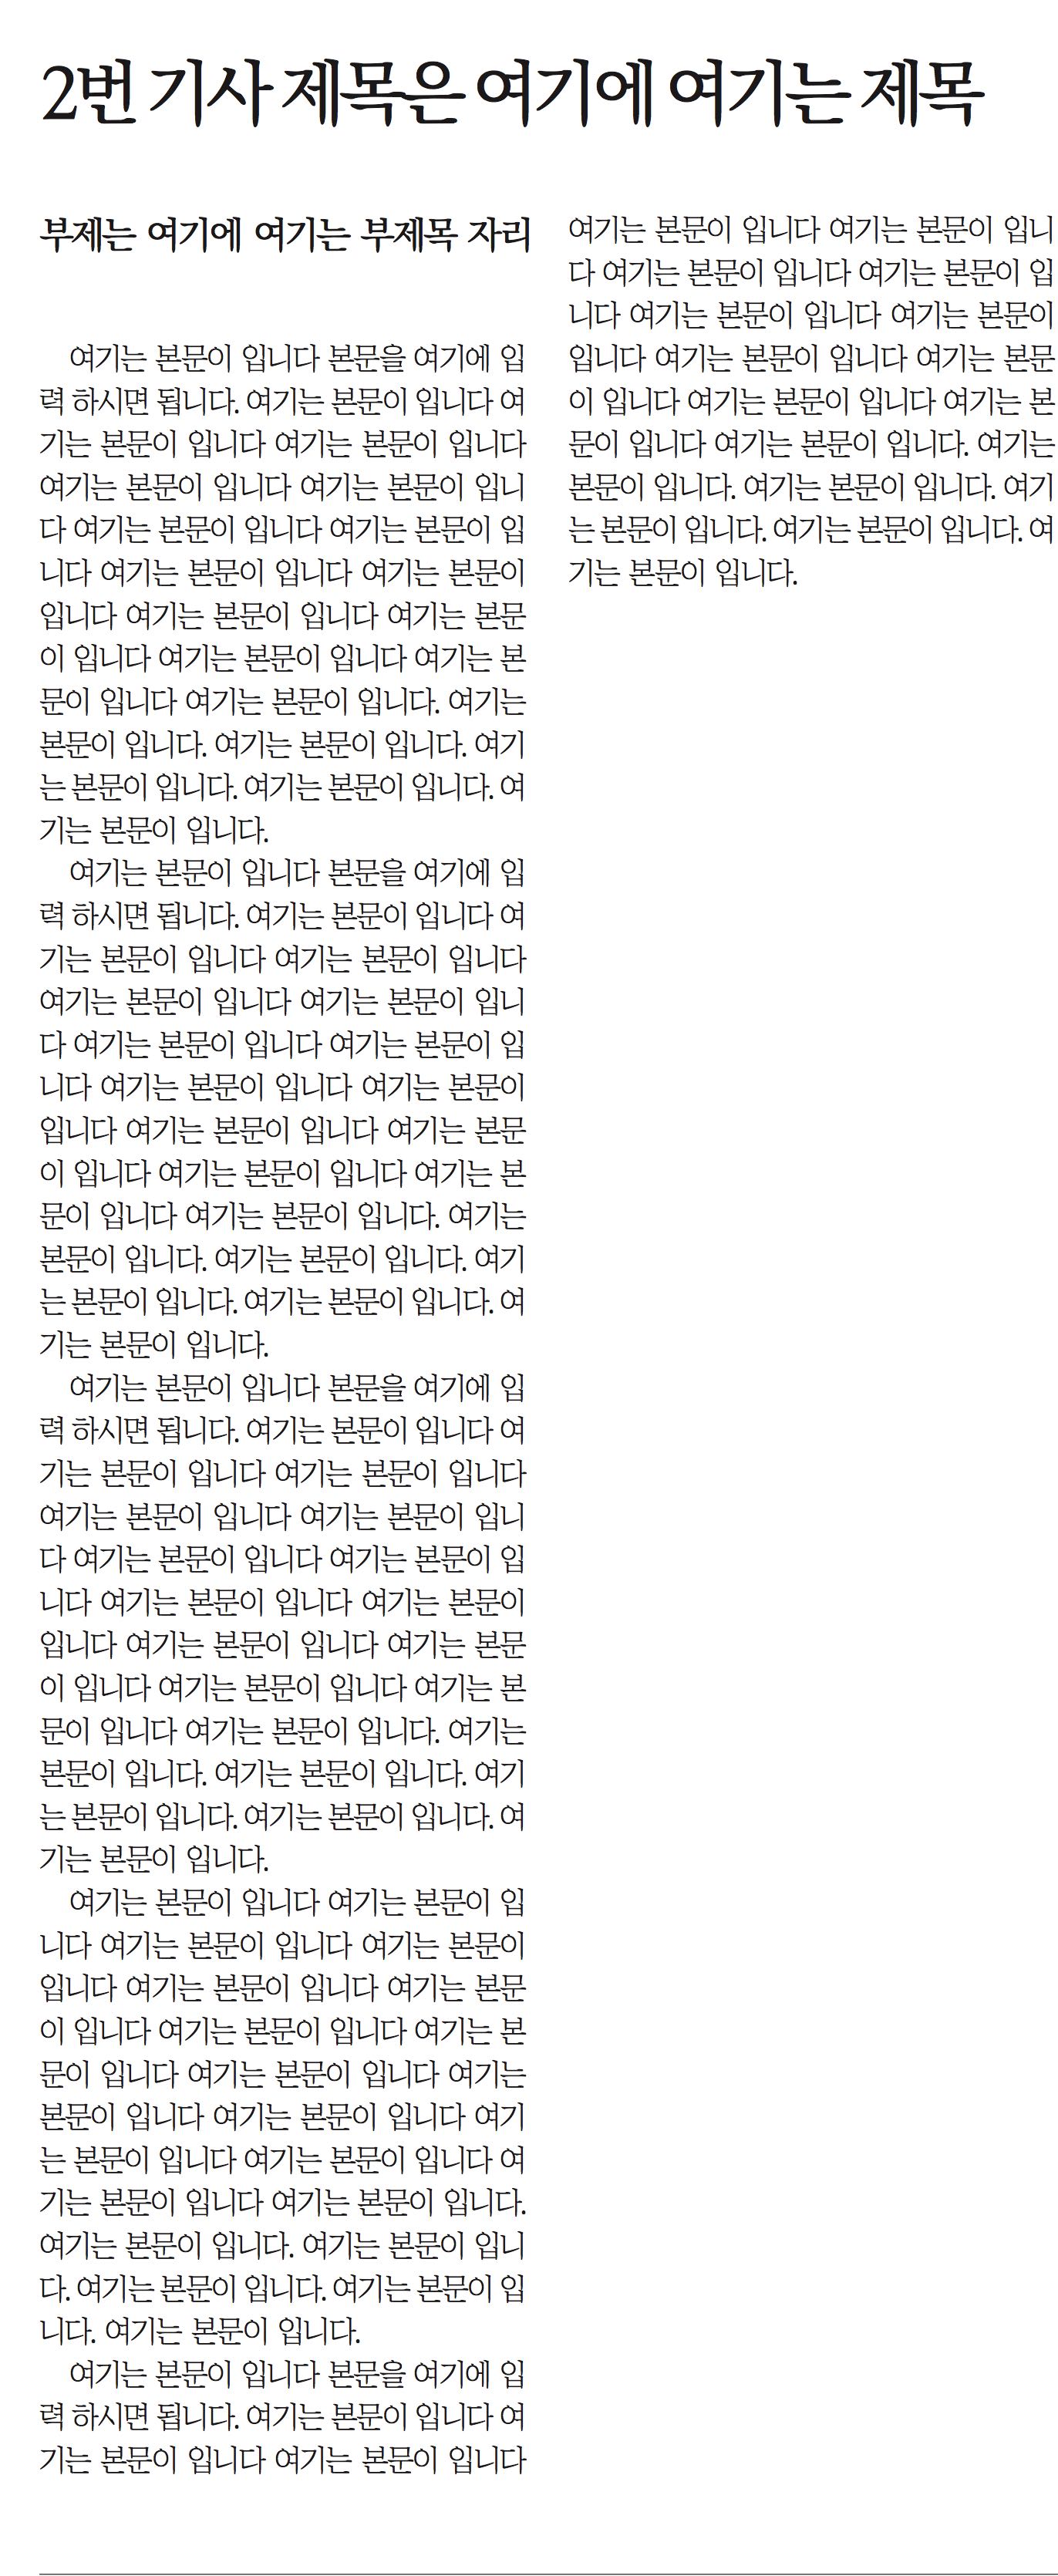 2번 기사 제목은 여기에 여기는 제목
부제는 여기에 여기는 부제목 자리
여기는 본문이 입니다 본문을 여기에 입
력 하시면 됩니다. 여기는 본문이 입니다 여
기는 본문이 입니다 여기는 본문이 입니다
여기는 본문이 입니다 여기는 본문이 입니
다 여기는 본문이 입니다 여기는 본문이 입
니다 여기는 본문이 입니다 여기는 본문이
입니다 여기는 본문이 입니다 여기는 본문
이 입니다 여기는 본문이 입니다 여기는 본
문이 입니다 여기는 본문이 입니다. 여기는
본문이 입니다. 여기는 본문이 입니다. 여기
는 본문이 입니다. 여기는 본문이 입니다. 여
기는 본문이 입니다.
여기는 본문이 입니다 본문을 여기에 입
력 하시면 됩니다. 여기는 본문이 입니다 여
기는 본문이 입니다 여기는 본문이 입니다
여기는 본문이 입니다 여기는 본문이 입니
다 여기는 본문이 입니다 여기는 본문이 입
니다 여기는 본문이 입니다 여기는 본문이
입니다 여기는 본문이 입니다 여기는 본문
이 입니다 여기는 본문이 입니다 여기는 본
문이 입니다 여기는 본문이 입니다. 여기는
본문이 입니다. 여기는 본문이 입니다. 여기
는 본문이 입니다. 여기는 본문이 입니다. 여
기는 본문이 입니다.
여기는 본문이 입니다 본문을 여기에 입
력 하시면 됩니다. 여기는 본문이 입니다 여
기는 본문이 입니다 여기는 본문이 입니다
여기는 본문이 입니다 여기는 본문이 입니
다 여기는 본문이 입니다 여기는 본문이 입
니다 여기는 본문이 입니다 여기는 본문이
입니다 여기는 본문이 입니다 여기는 본문
이 입니다 여기는 본문이 입니다 여기는 본
문이 입니다 여기는 본문이 입니다. 여기는
본문이 입니다. 여기는 본문이 입니다. 여기
는 본문이 입니다. 여기는 본문이 입니다. 여
기는 본문이 입니다.
여기는 본문이 입니다 여기는 본문이 입
니다 여기는 본문이 입니다 여기는 본문이
입니다 여기는 본문이 입니다 여기는 본문
이 입니다 여기는 본문이 입니다 여기는 본
문이 입니다 여기는 본문이 입니다 여기는
본문이 입니다 여기는 본문이 입니다 여기
는 본문이 입니다 여기는 본문이 입니다 여
기는 본문이 입니다 여기는 본문이 입니다.
여기는 본문이 입니다. 여기는 본문이 입니
다. 여기는 본문이 입니다. 여기는 본문이 입
니다. 여기는 본문이 입니다.
여기는 본문이 입니다 본문을 여기에 입
력 하시면 됩니다. 여기는 본문이 입니다 여
기는 본문이 입니다 여기는 본문이 입니다
여기는 본문이 입니다 여기는 본문이 입니
다 여기는 본문이 입니다 여기는 본문이 입
니다 여기는 본문이 입니다 여기는 본문이
입니다 여기는 본문이 입니다 여기는 본문
이 입니다 여기는 본문이 입니다 여기는 본
문이 입니다 여기는 본문이 입니다. 여기는
본문이 입니다. 여기는 본문이 입니다. 여기
는 본문이 입니다. 여기는 본문이 입니다. 여
기는 본문이 입니다.